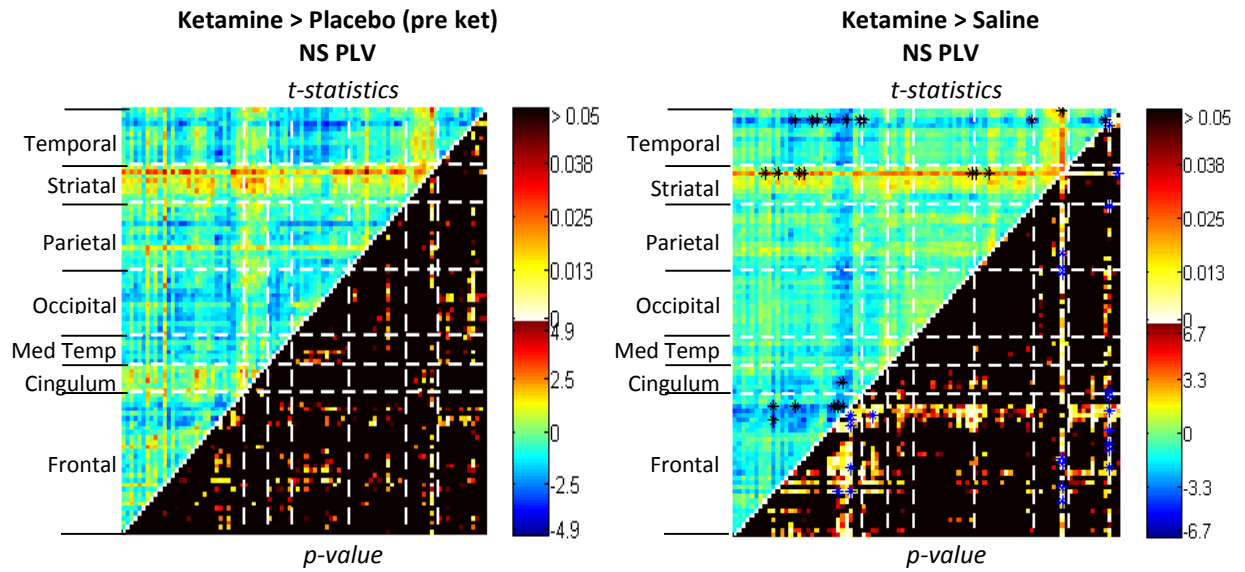 Ketamine > Placebo (pre ket)
NS PLV
t-statistics
Temporal
Striatal
Parietal
Occipital
Med Temp
Cingulum
Frontal
> 0.05
0.038
0.025
0.013
0
4.9
2.5
0
-2.5
-4.9
p-value
Ketamine > Saline
NS PLV
t-statistics
Temporal
Striatal
Parietal
Occipital
Med Temp
Cingulum
Frontal
> 0.05
0.038
0.025
0.013
0
6.7
3.3
0
-3.3
-6.7
p-value